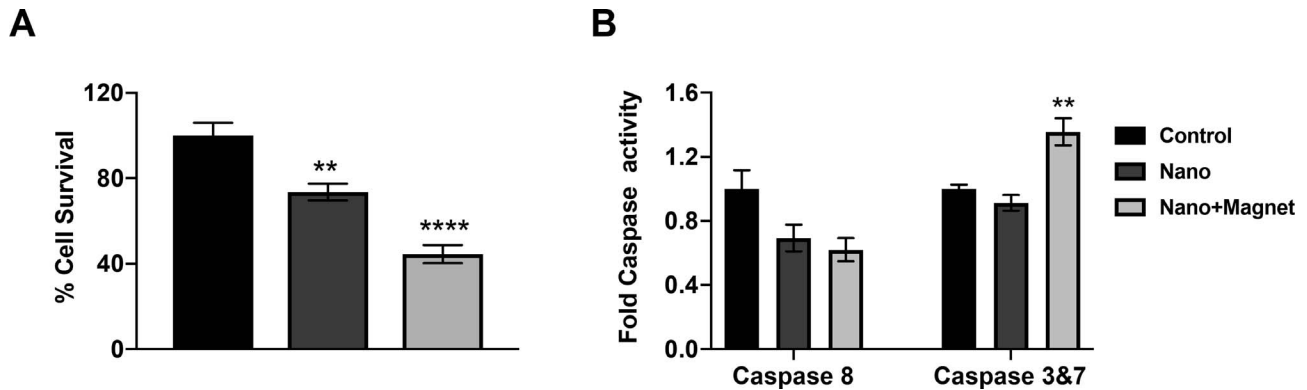 A
B
% Cell Survival
120
80
40
0
**
****
Fold Caspase activity
1.6
1.2
0.8
0.4
0.0
**
Caspase 8
Caspase 3&7
Control
Nano
Nano+Magnet